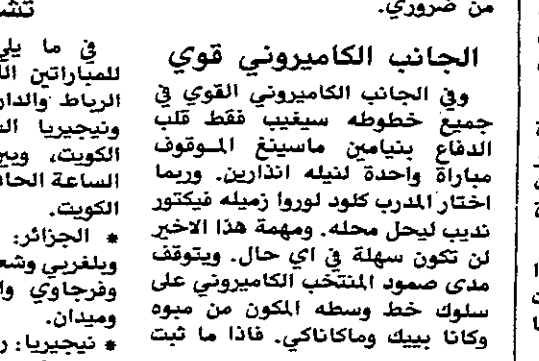 من ضروري.
الجانب الكاميروني قوي
وفي الجانب الكاميروني القوي في
جميع خطوطه سيغيب فقط قلب
الدفاع بنيامين ماسينغ الموقوف
مباراة واحدة لنيله انذارين. وربما
اختار المدرب كلود لوروا زميله فيكتور
نديب ليحل محله. ومهمة هذا الاخير
لن تكون سهلة في اي حال. ويتوقف
مدى صمود المنتخب الكاميروني على
سلوك خط وسطه المكون من مبوه
وكانا بييك وماكاناكي. فاذا ما ثبت
في ما يلي
للمباراتين
الرباط والدار
ونيجيريا
الكويت،
الساعة
الكويت.
* الجزائر:
وبلغربي
وفرجاوي
وميدان.
* نيجيريا: